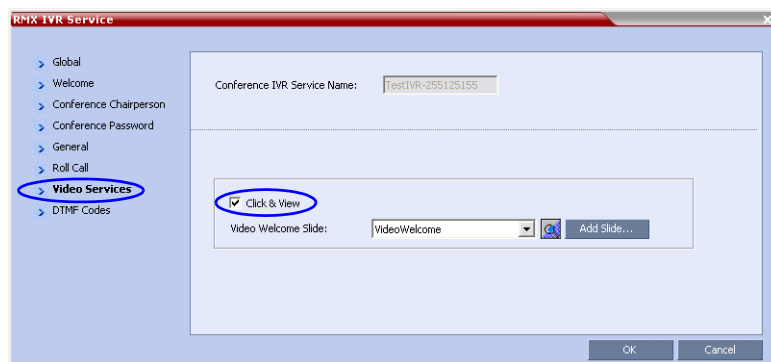 RMX IVR Service
Global
Welcome
Conference Chairperson
Conference Password
General
Roll Call
Video Services
DTMF Codes
Conference IVR Service Name: TestIVR-255125155
Click & View
Video Welcome Slide: VideoWelcome Add Slide...
OK Cancel